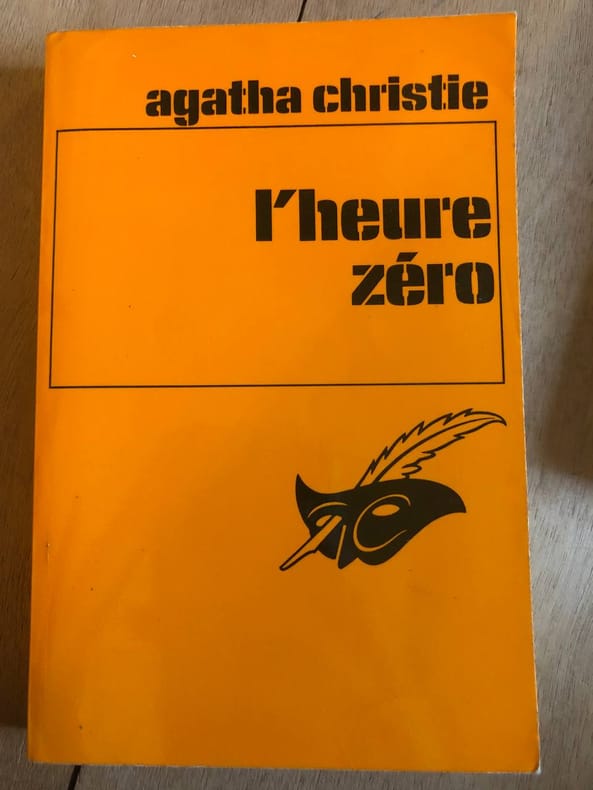 agatha christie
l'heure
zéro